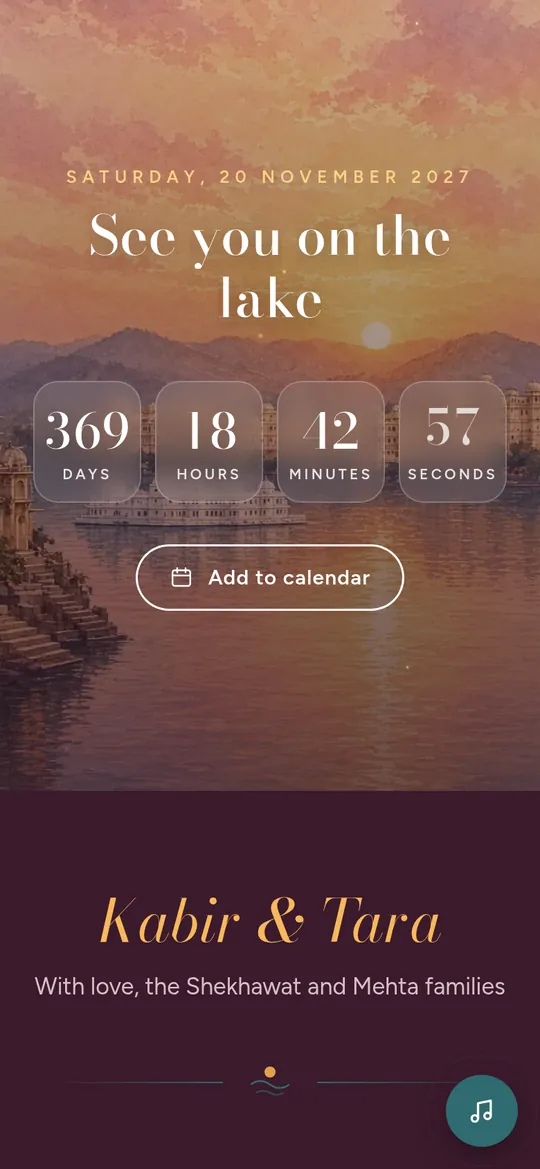 SATURDAY, 20 NOVEMBER 2027
See you on the
lake
369 18 42 57
DAYS HOURS MINUTES SECONDS
Add to calendar
Kabir & Tara
With love, the Shekhawat and Mehta families